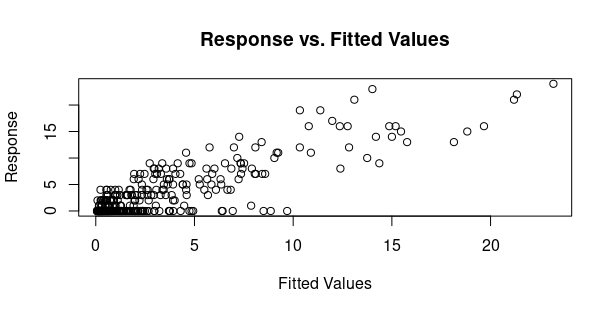 Response vs. Fitted Values
Response
15
5
0
0 5 10 15 20
Fitted Values